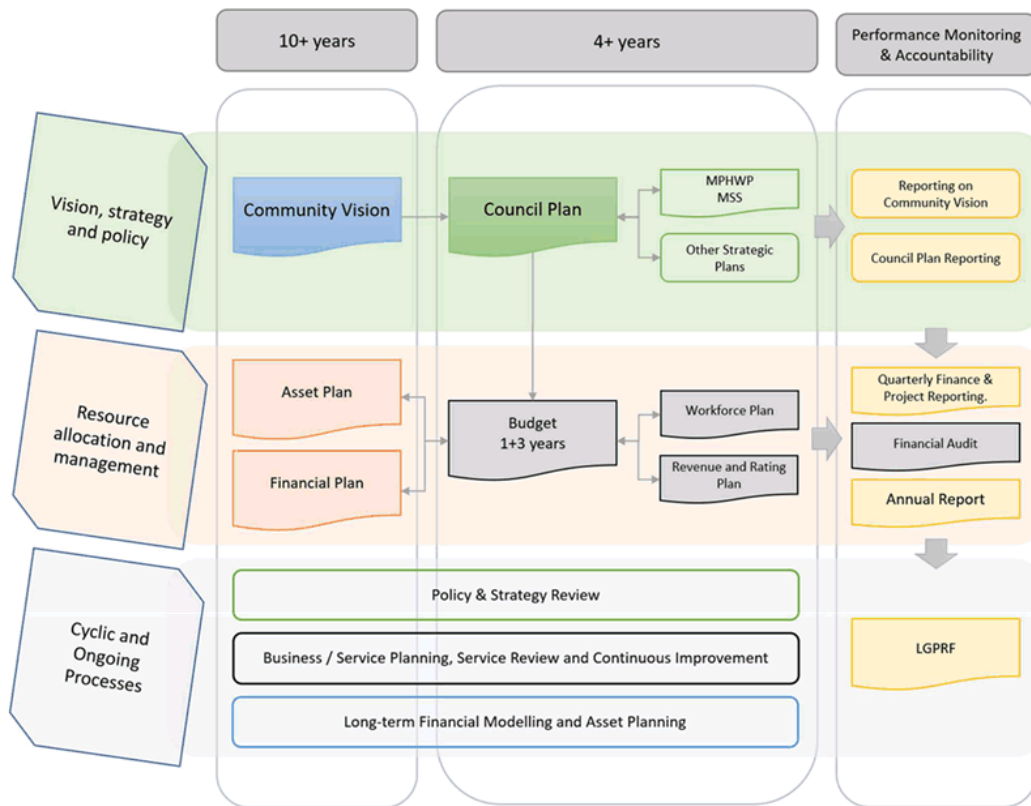 10+ years
4+ years
Performance Monitoring
& Accountability
Vision, strategy
and policy
Community Vision
Council Plan
MPHWP
MSS
Other Strategic
Plans
Reporting on
Community Vision
Council Plan Reporting
Resource
allocation and
management
Asset Plan
Financial Plan
Budget
1+3 years
Workforce Plan
Revenue and Rating
Plan
Quarterly Finance &
Project Reporting.
Financial Audit
Annual Report
Cyclic and
Ongoing
Processes
Policy & Strategy Review
Business / Service Planning, Service Review and Continuous Improvement
Long-term Financial Modelling and Asset Planning
LGPRF